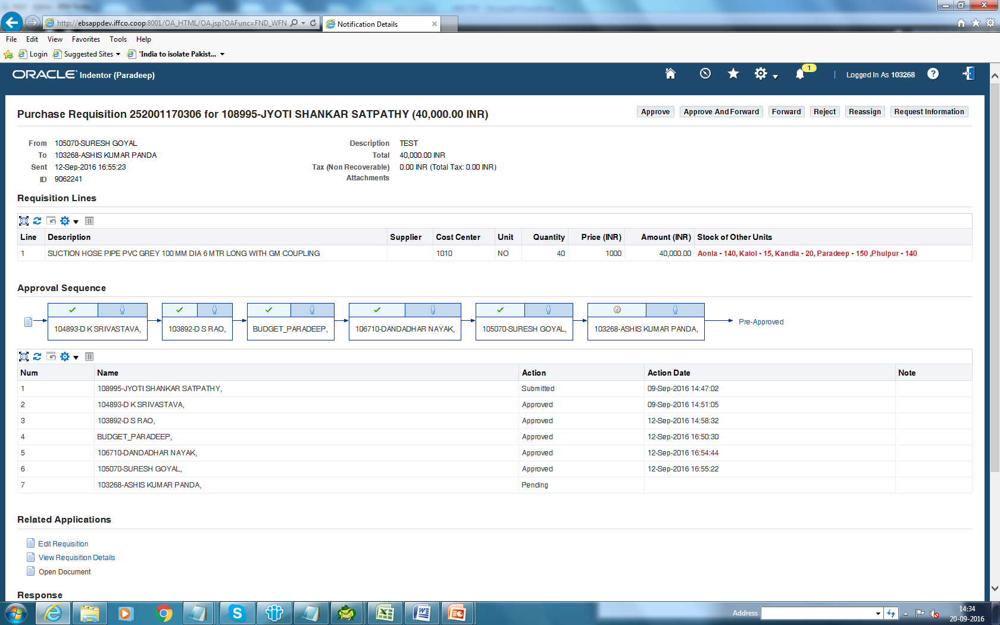 http://ebsappdev.iffco.coop:8001/OA_HTML/OA.jsp?OAFunc=FND_WFN
Notification Details
File Edit View Favorites Tools Help
Login Suggested Sites 'India to isolate Pakist...
ORACLE Indentor (Paradeep)
1
Logged In As 103268
Purchase Requisition 252001170306 for 108995-JYOTI SHANKAR SATPATHY (40,000.00 INR)
Approve Approve And Forward Forward Reject Reassign Request Information
From 105070-SURESH GOYAL Description TEST
To 103268-ASHIS KUMAR PANDA Total 40,000.00 INR
Sent 12-Sep-2016 16:55:23 Tax (Non Recoverable) 0.00 INR (Total Tax: 0.00 INR)
ID 9062241 Attachments
Requisition Lines
Line Description Supplier Cost Center Unit Quantity Price (INR) Amount (INR) Stock of Other Units
1 SUCTION HOSE PIPE PVC GREY 100 MM DIA 6 MTR LONG WITH GM COUPLING 1010 NO 40 1000 40,000.00 Aonla - 140, Kalol - 15, Kandla - 20, Paradeep - 150 ,Phulpur - 140
Approval Sequence
104893-D K SRIVASTAVA, 103892-D S RAO, BUDGET_PARADEEP, 106710-DANDADHAR NAYAK, 105070-SURESH GOYAL, 103268-ASHIS KUMAR PANDA, Pre-Approved
Num Name Action Action Date Note
1 108995-JYOTI SHANKAR SATPATHY, Submitted 09-Sep-2016 14:47:02
2 104893-D K SRIVASTAVA, Approved 09-Sep-2016 14:51:05
3 103892-D S RAO, Approved 12-Sep-2016 14:58:32
4 BUDGET_PARADEEP, Approved 12-Sep-2016 16:50:30
5 106710-DANDADHAR NAYAK, Approved 12-Sep-2016 16:54:44
6 105070-SURESH GOYAL, Approved 12-Sep-2016 16:55:22
7 103268-ASHIS KUMAR PANDA, Pending
Related Applications
Edit Requisition
View Requisition Details
Open Document
Response
Address
14:34
20-09-2016